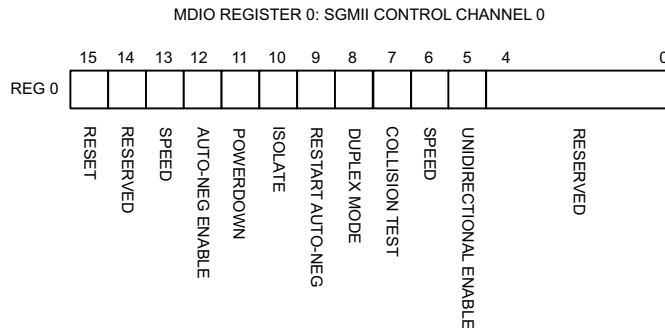 MDIO REGISTER 0: SGMII CONTROL CHANNEL 0
15 14 13 12 11 10 9 8 7 6 5 4 0
REG 0
RESET
RESERVED
SPEED
AUTO-NEG ENABLE
POWERDOWN
ISOLATE
RESTART AUTO-NEG
DUPLEX MODE
COLLISION TEST
SPEED
UNIDIRECTIONAL ENABLE
RESERVED